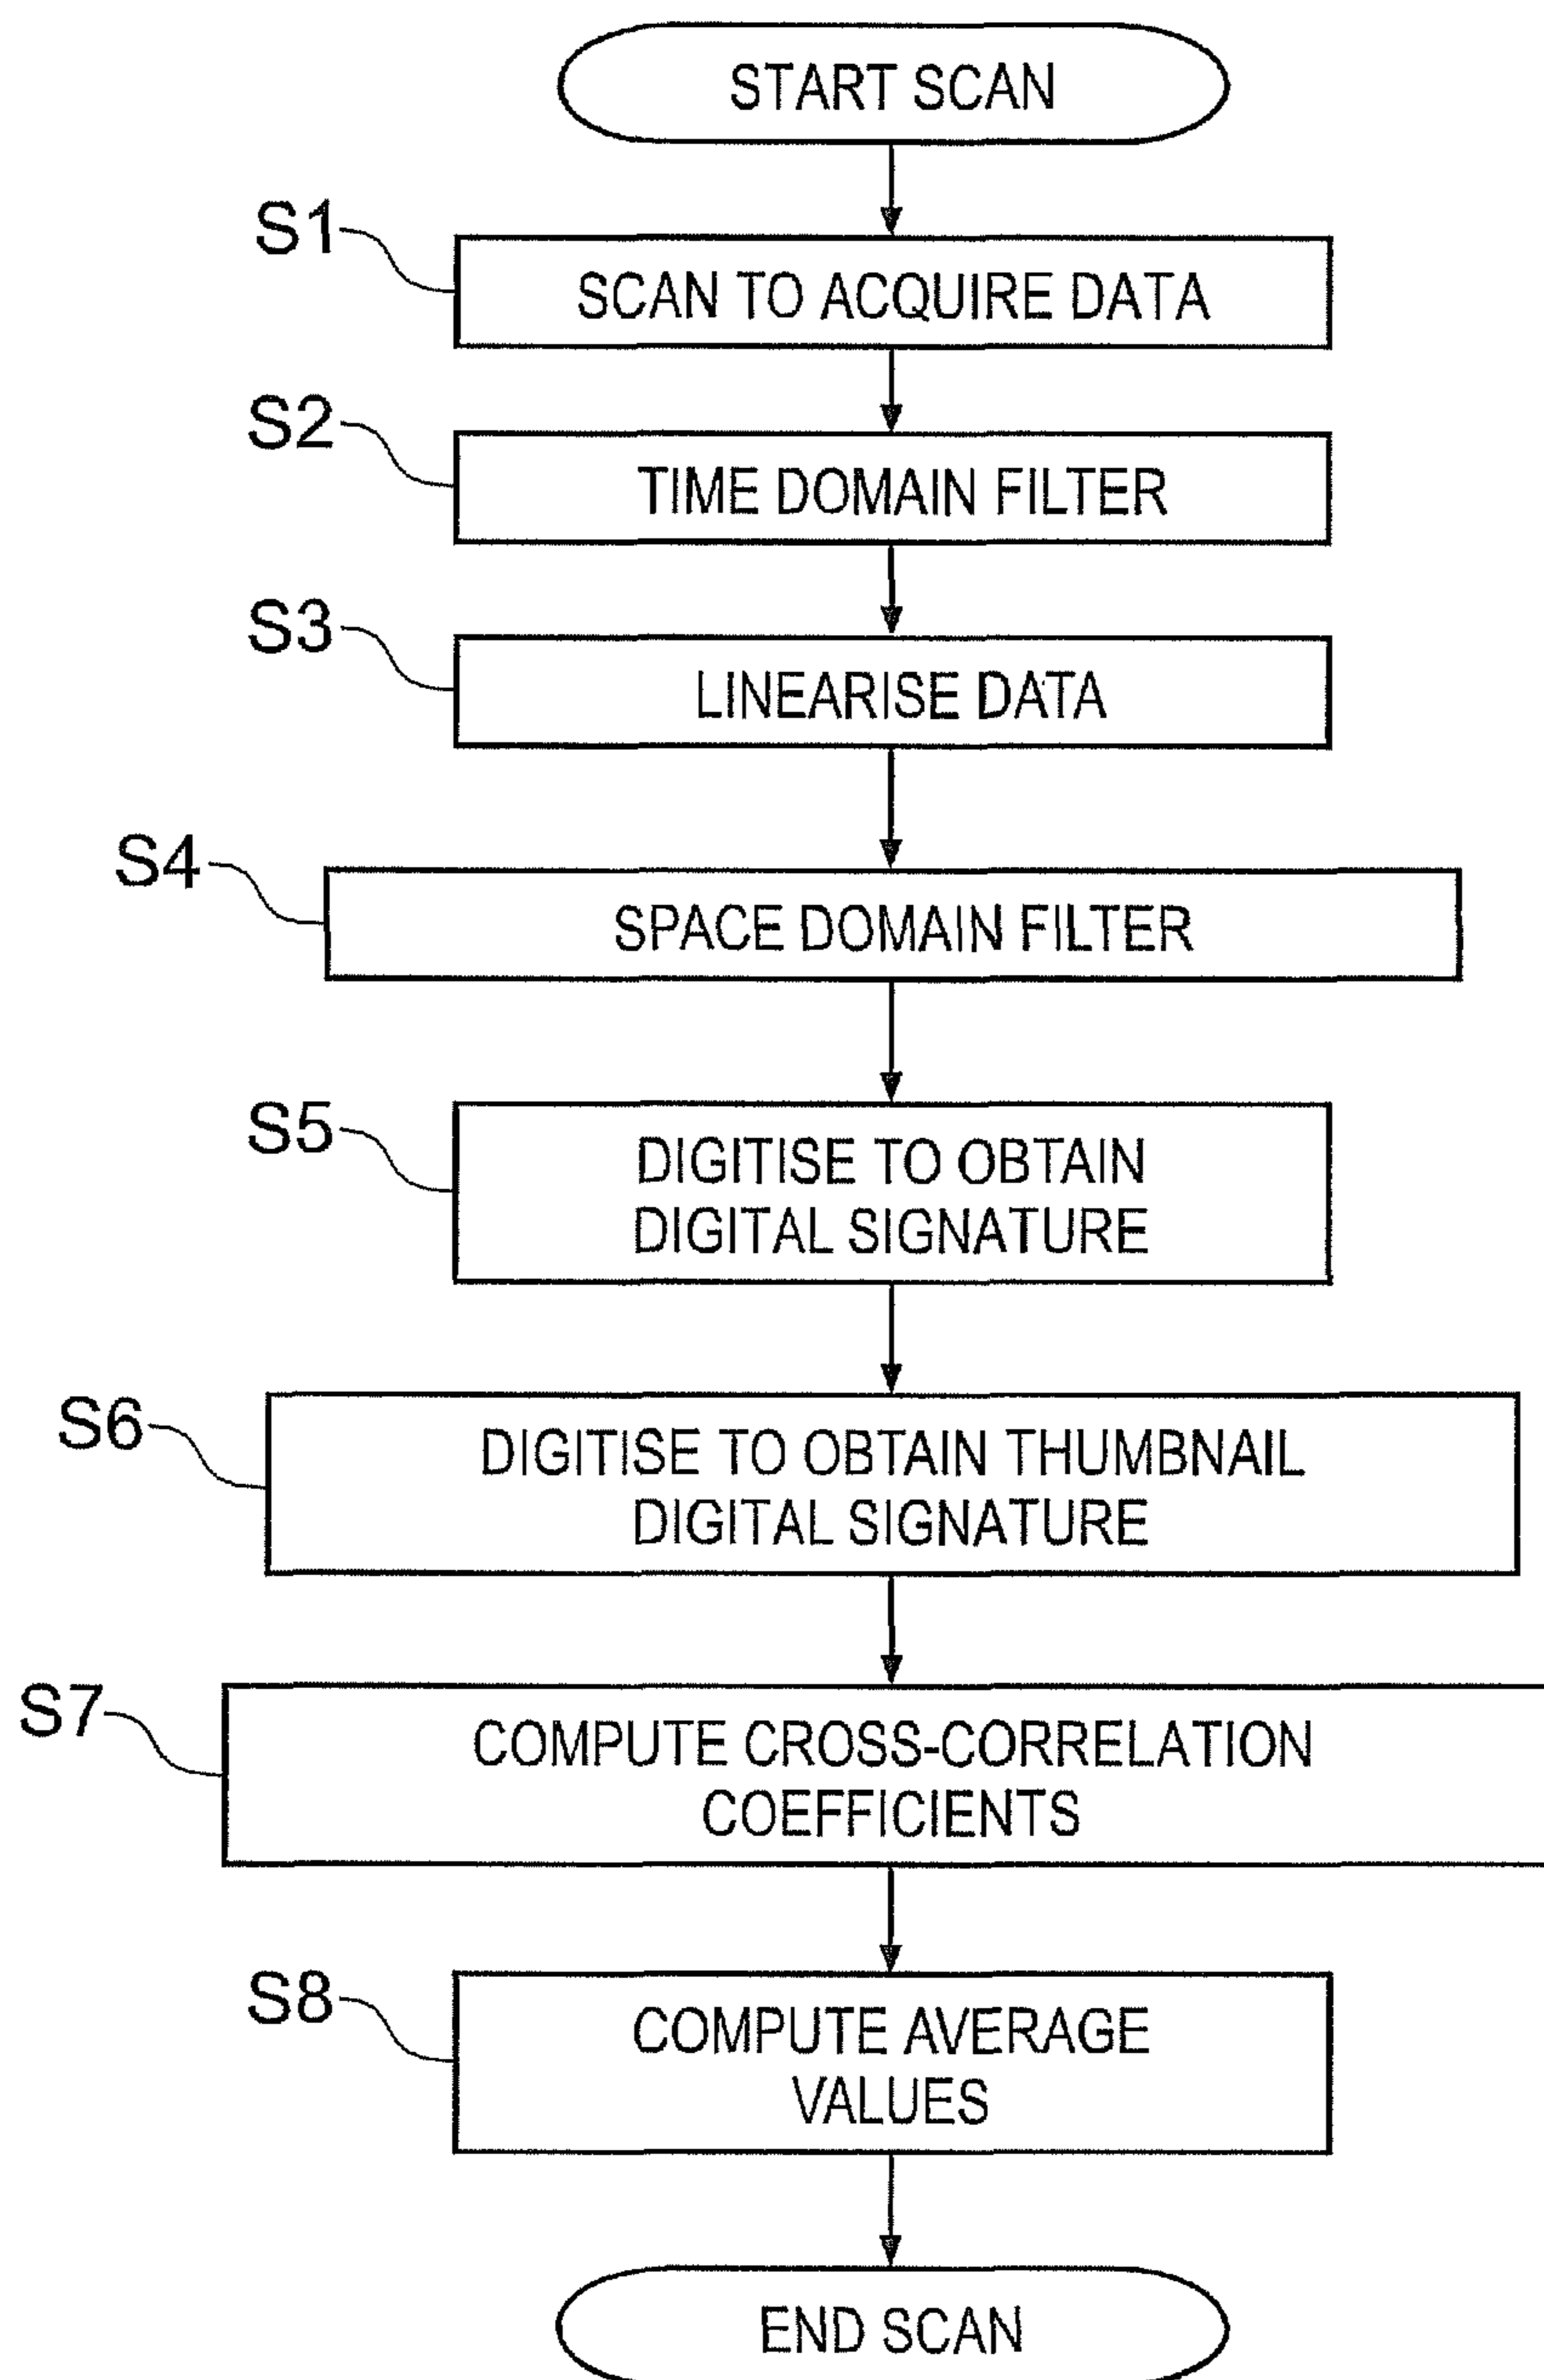 START SCAN
S1
SCAN TO ACQUIRE DATA
S2
TIME DOMAIN FILTER
S3
LINEARISE DATA
S4
SPACE DOMAIN FILTER
S5
DIGITISE TO OBTAIN
DIGITAL SIGNATURE
S6
DIGITISE TO OBTAIN THUMBNAIL
DIGITAL SIGNATURE
S7
COMPUTE CROSS-CORRELATION
COEFFICIENTS
S8
COMPUTE AVERAGE
VALUES
END SCAN